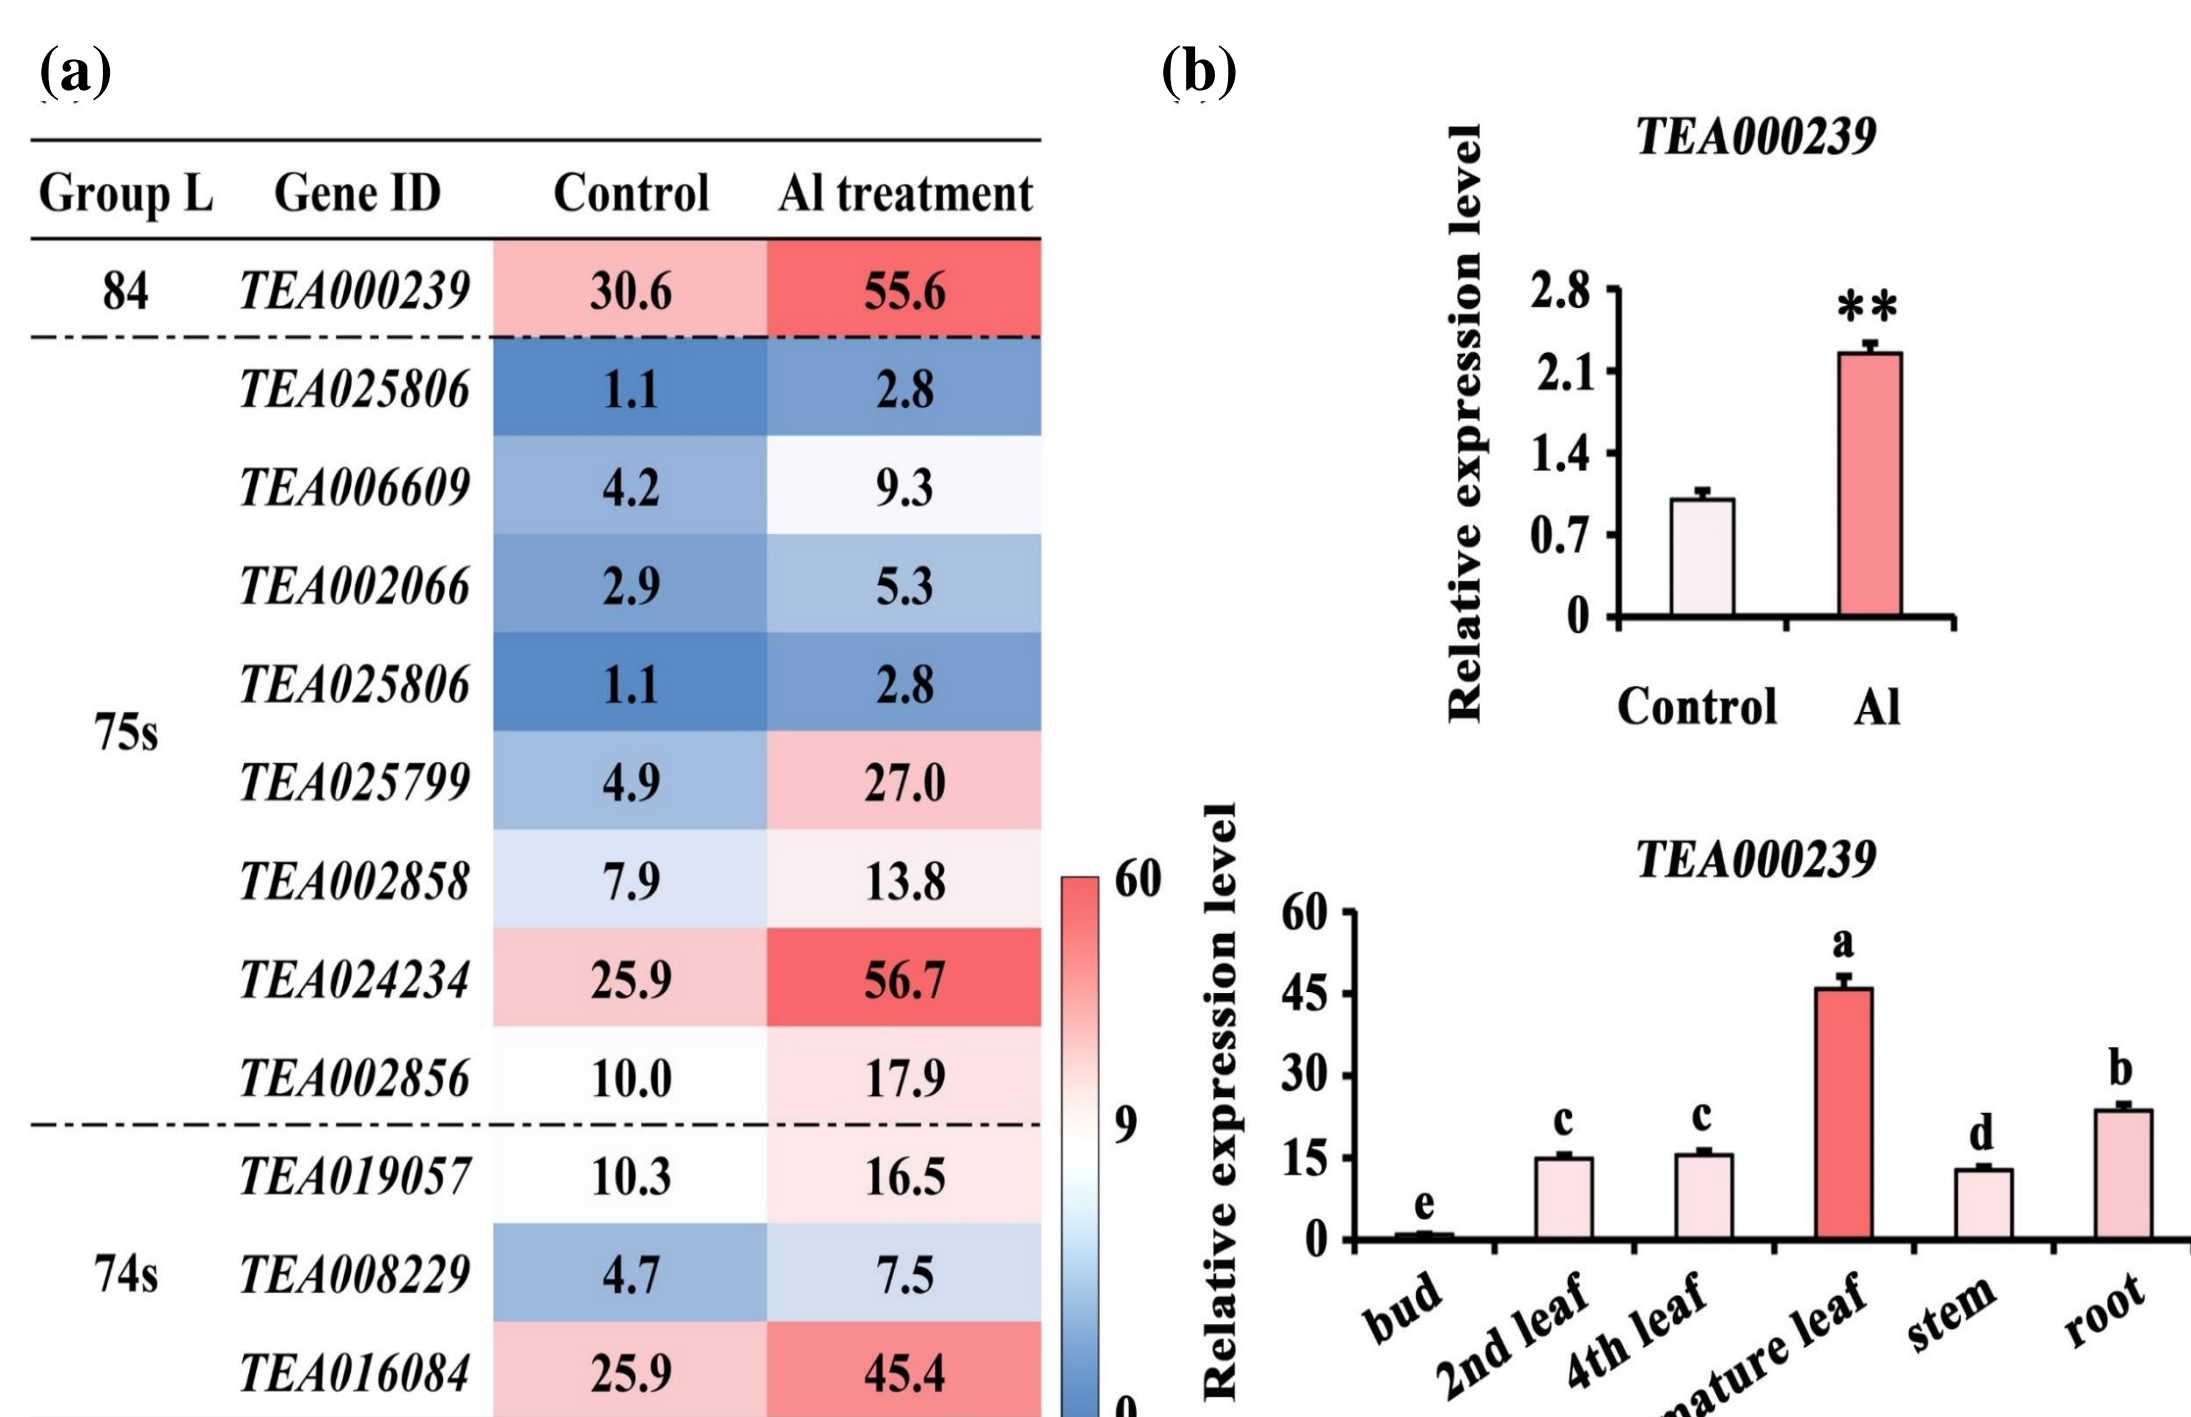 (a)
Group L Gene ID Control Al treatment
84 TEA000239 30.6 55.6
TEA025806 1.1 2.8
TEA006609 4.2 9.3
TEA002066 2.9 5.3
TEA025806 1.1 2.8
75s
TEA025799 4.9 27.0
TEA002858 7.9 13.8
TEA024234 25.9 56.7
TEA002856 10.0 17.9
TEA019057 10.3 16.5
74s TEA008229 4.7 7.5
TEA016084 25.9 45.4
60
9
0
(b)
TEA000239
Relative expression level
2.8
2.1
1.4
0.7
0
**
Control Al
TEA000239
Relative expression level
60
45
30
15
0
e
c
c
a
d
b
bud
2nd leaf
4th leaf
mature leaf
stem
root